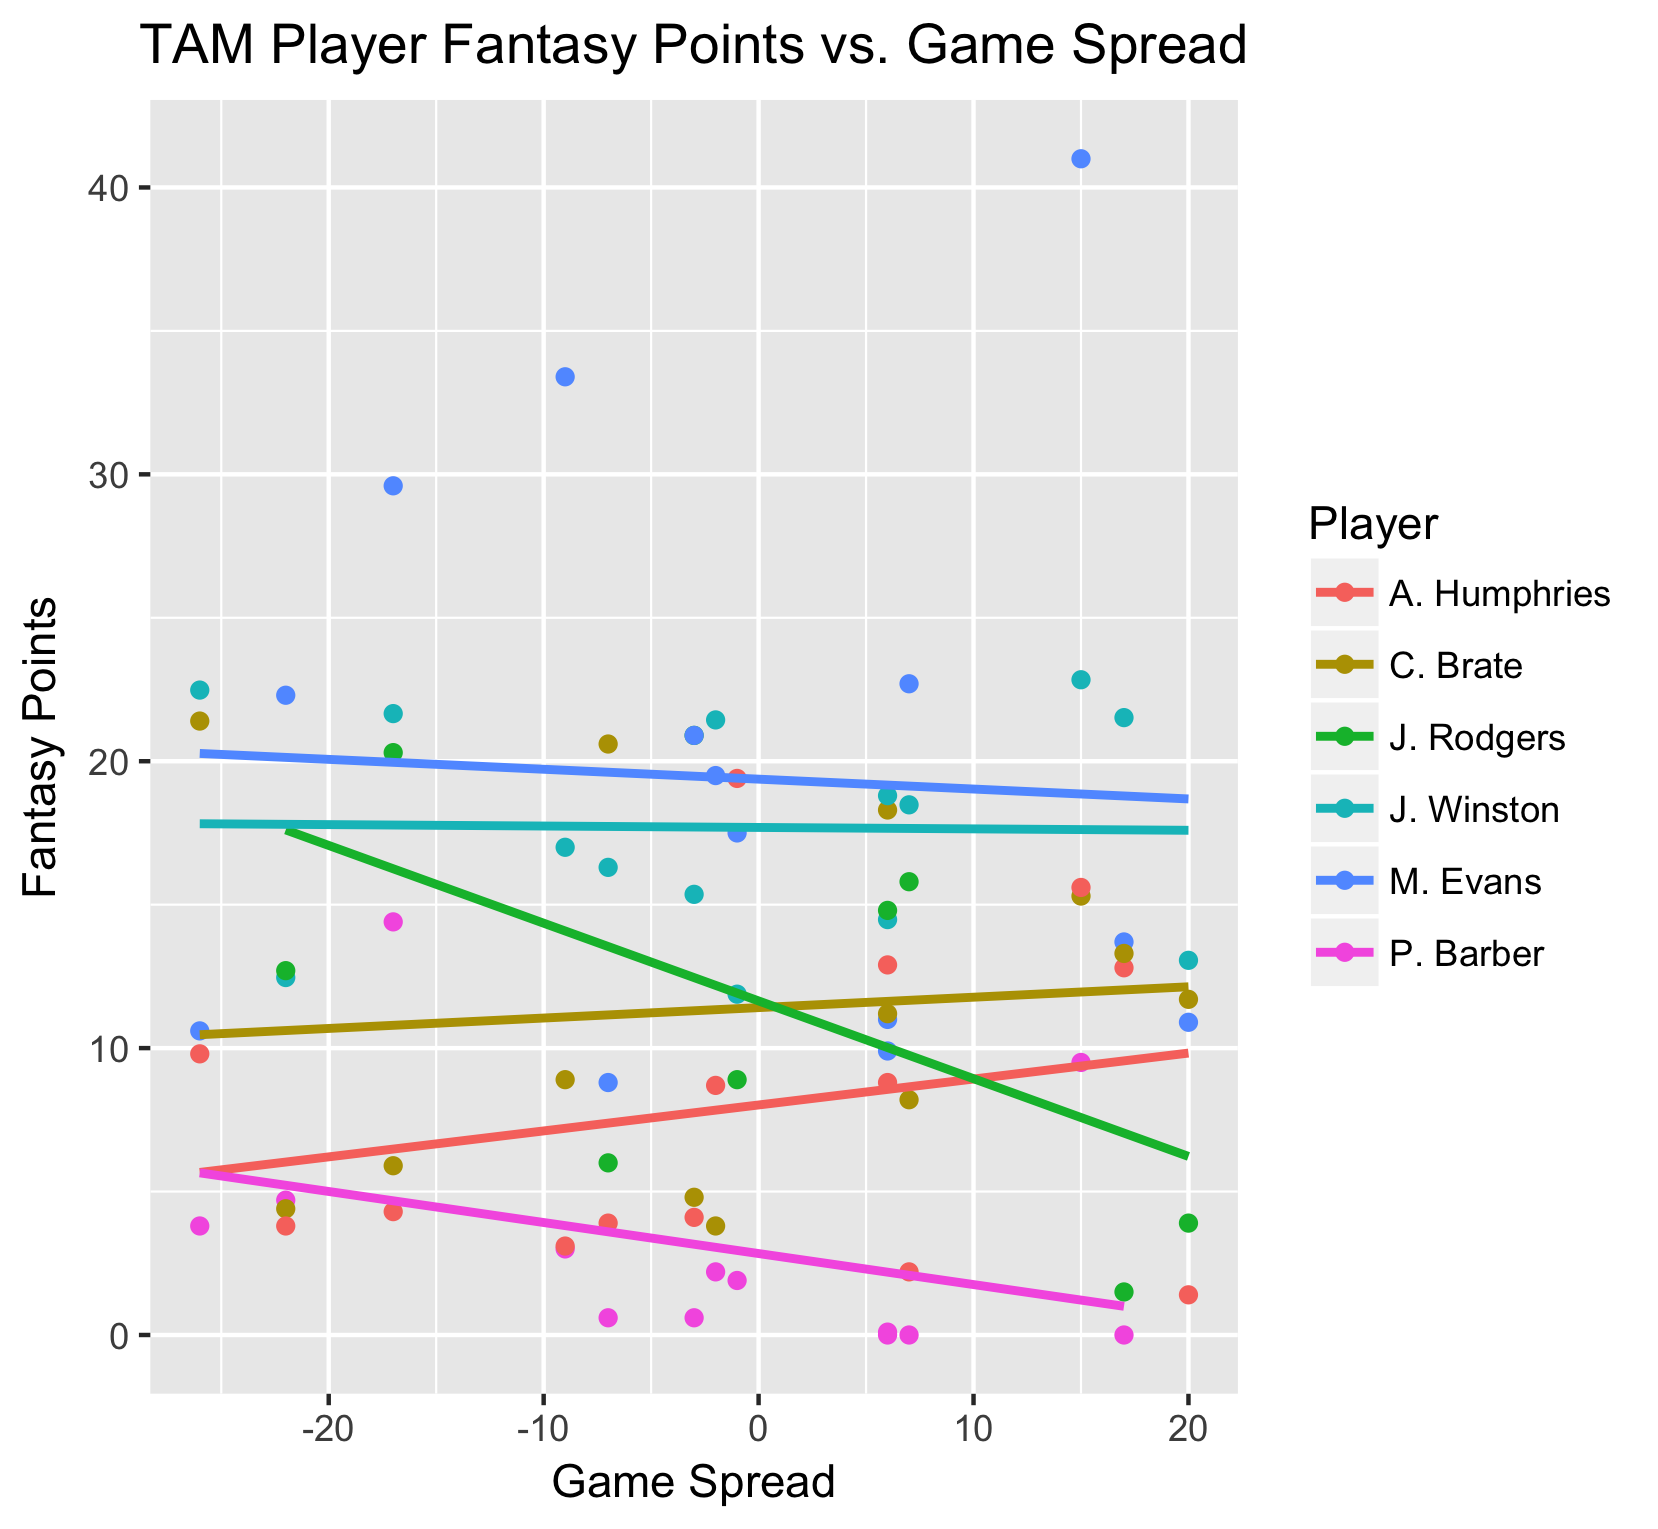 TAM Player Fantasy Points vs. Game Spread
Fantasy Points
40
30
20
10
0
-20
-10
0
10
20
Game Spread
Player
A. Humphries
C. Brate
J. Rodgers
J. Winston
M. Evans
P. Barber